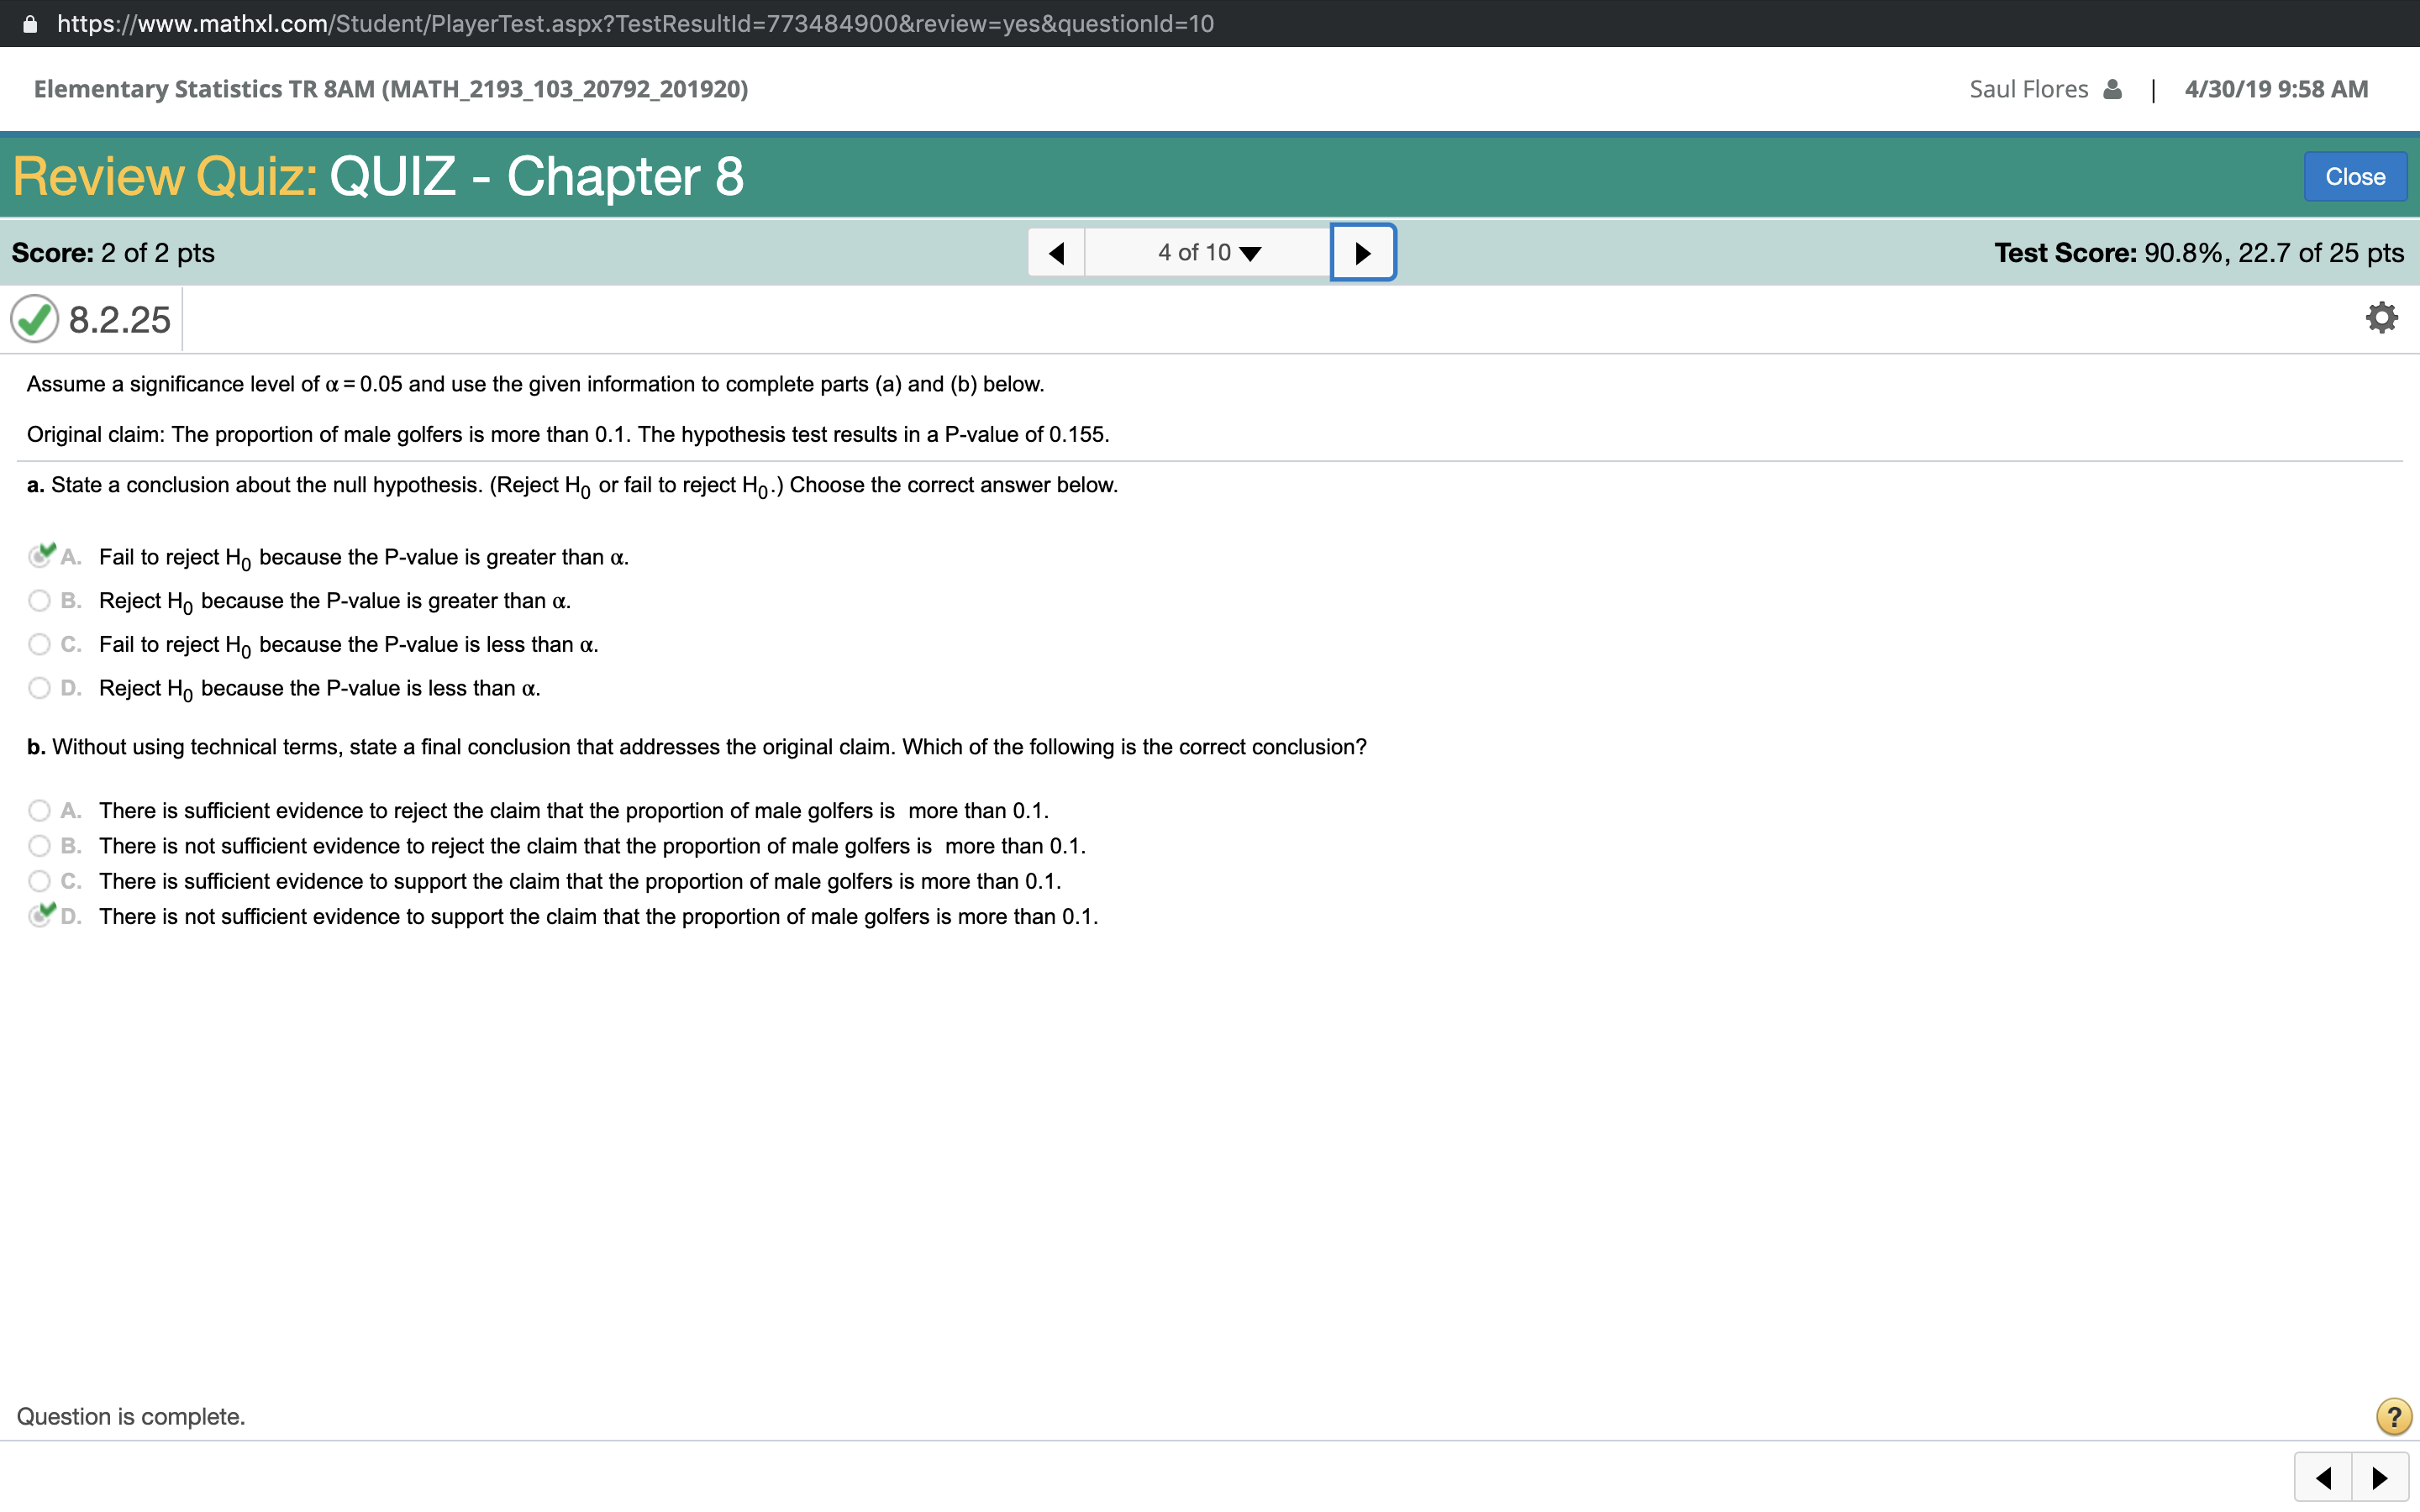 https://www.mathxl.com/Student/PlayerTest.aspx?TestResultId=773484900&review=yes&questionId=10
Elementary Statistics TR 8AM (MATH_2193_103_20792_201920)
Saul Flores | 4/30/19 9:58 AM
Review Quiz: QUIZ - Chapter 8
Close
Score: 2 of 2 pts
4 of 10
Test Score: 90.8%, 22.7 of 25 pts
8.2.25
Assume a significance level of α = 0.05 and use the given information to complete parts (a) and (b) below.
Original claim: The proportion of male golfers is more than 0.1. The hypothesis test results in a P-value of 0.155.
a. State a conclusion about the null hypothesis. (Reject H0 or fail to reject H0.) Choose the correct answer below.
A. Fail to reject H0 because the P-value is greater than α.
B. Reject H0 because the P-value is greater than α.
C. Fail to reject H0 because the P-value is less than α.
D. Reject H0 because the P-value is less than α.
b. Without using technical terms, state a final conclusion that addresses the original claim. Which of the following is the correct conclusion?
A. There is sufficient evidence to reject the claim that the proportion of male golfers is more than 0.1.
B. There is not sufficient evidence to reject the claim that the proportion of male golfers is more than 0.1.
C. There is sufficient evidence to support the claim that the proportion of male golfers is more than 0.1.
D. There is not sufficient evidence to support the claim that the proportion of male golfers is more than 0.1.
Question is complete.
?